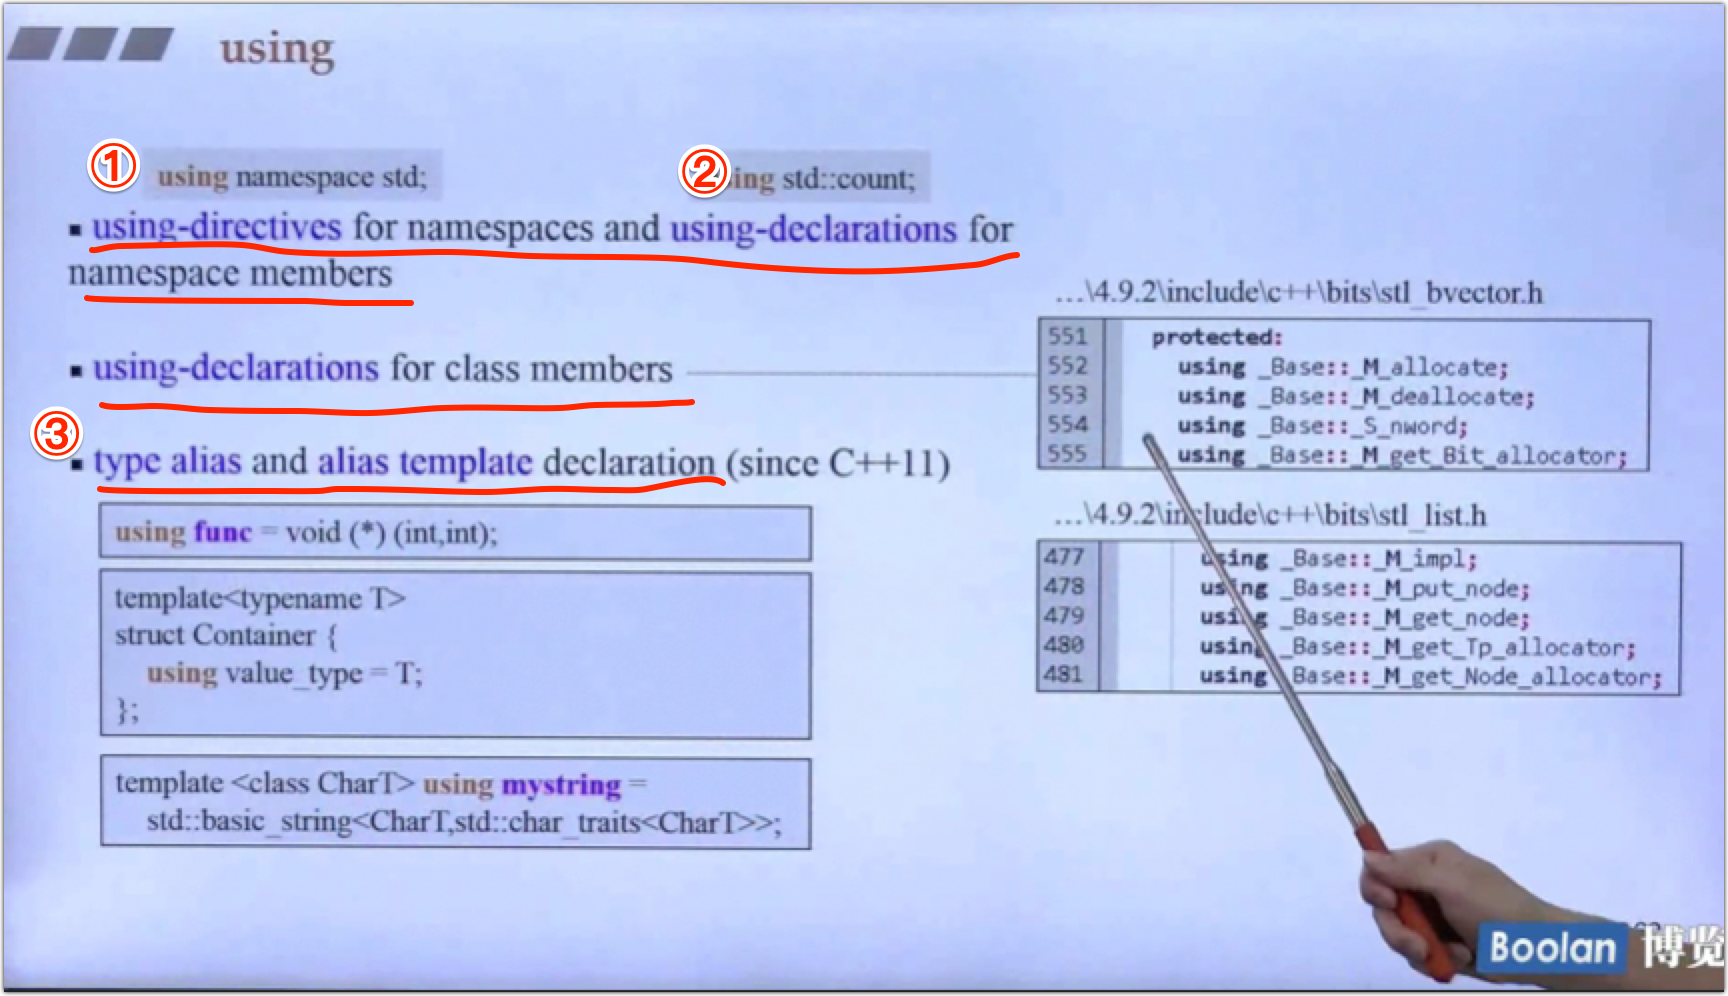 using
① using namespace std;
② ing std::count;
▪ using-directives for namespaces and using-declarations for
namespace members
▪ using-declarations for class members
③
▪ type alias and alias template declaration (since C++11)
using func = void (*) (int,int);
template<typename T>
struct Container {
using value_type = T;
};
template <class CharT> using mystring =
std::basic_string<CharT,std::char_traits<CharT>>;
...\4.9.2\include\c++\bits\stl_bvector.h
551 protected:
552 using _Base::_M_allocate;
553 using _Base::_M_deallocate;
554 using _Base::_S_nword;
555 using _Base::_M_get_Bit_allocator;
...\4.9.2\include\c++\bits\stl_list.h
477 using _Base::_M_impl;
478 using _Base::_M_put_node;
479 using _Base::_M_get_node;
480 using _Base::_M_get_Tp_allocator;
481 using _Base::_M_get_Node_allocator;
Boolan 博览